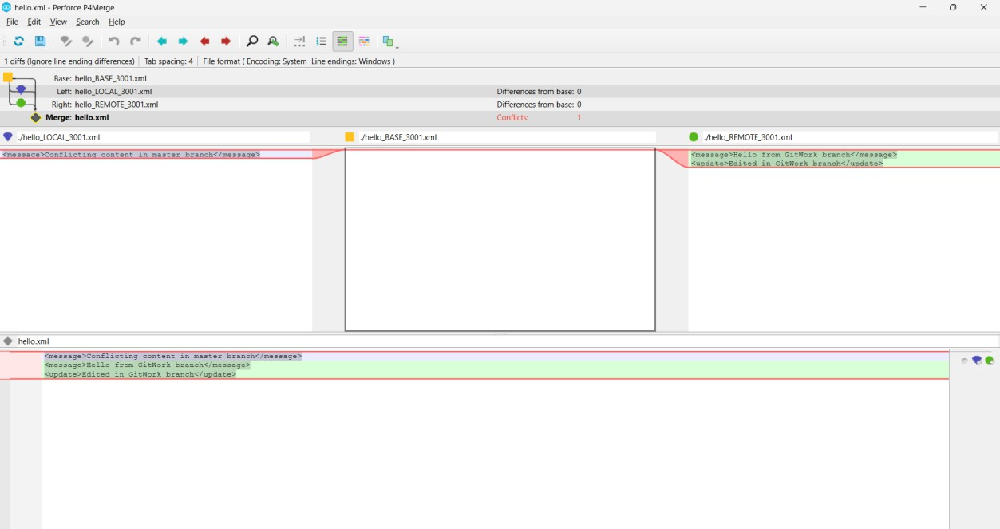 hello.xml - Perforce P4Merge
File Edit View Search Help
1 diffs (Ignore line ending differences) Tab spacing: 4 File format ( Encoding: System Line endings: Windows )
Base: hello_BASE_3001.xml
Left: hello_LOCAL_3001.xml Differences from base: 0
Right: hello_REMOTE_3001.xml Differences from base: 0
Merge: hello.xml Conflicts: 1
./hello_LOCAL_3001.xml ./hello_BASE_3001.xml ./hello_REMOTE_3001.xml
<message>Conflicting content in master branch</message>
<message>Hello from GitWork branch</message>
<update>Edited in GitWork branch</update>
hello.xml
<message>Conflicting content in master branch</message>
<message>Hello from GitWork branch</message>
<update>Edited in GitWork branch</update>